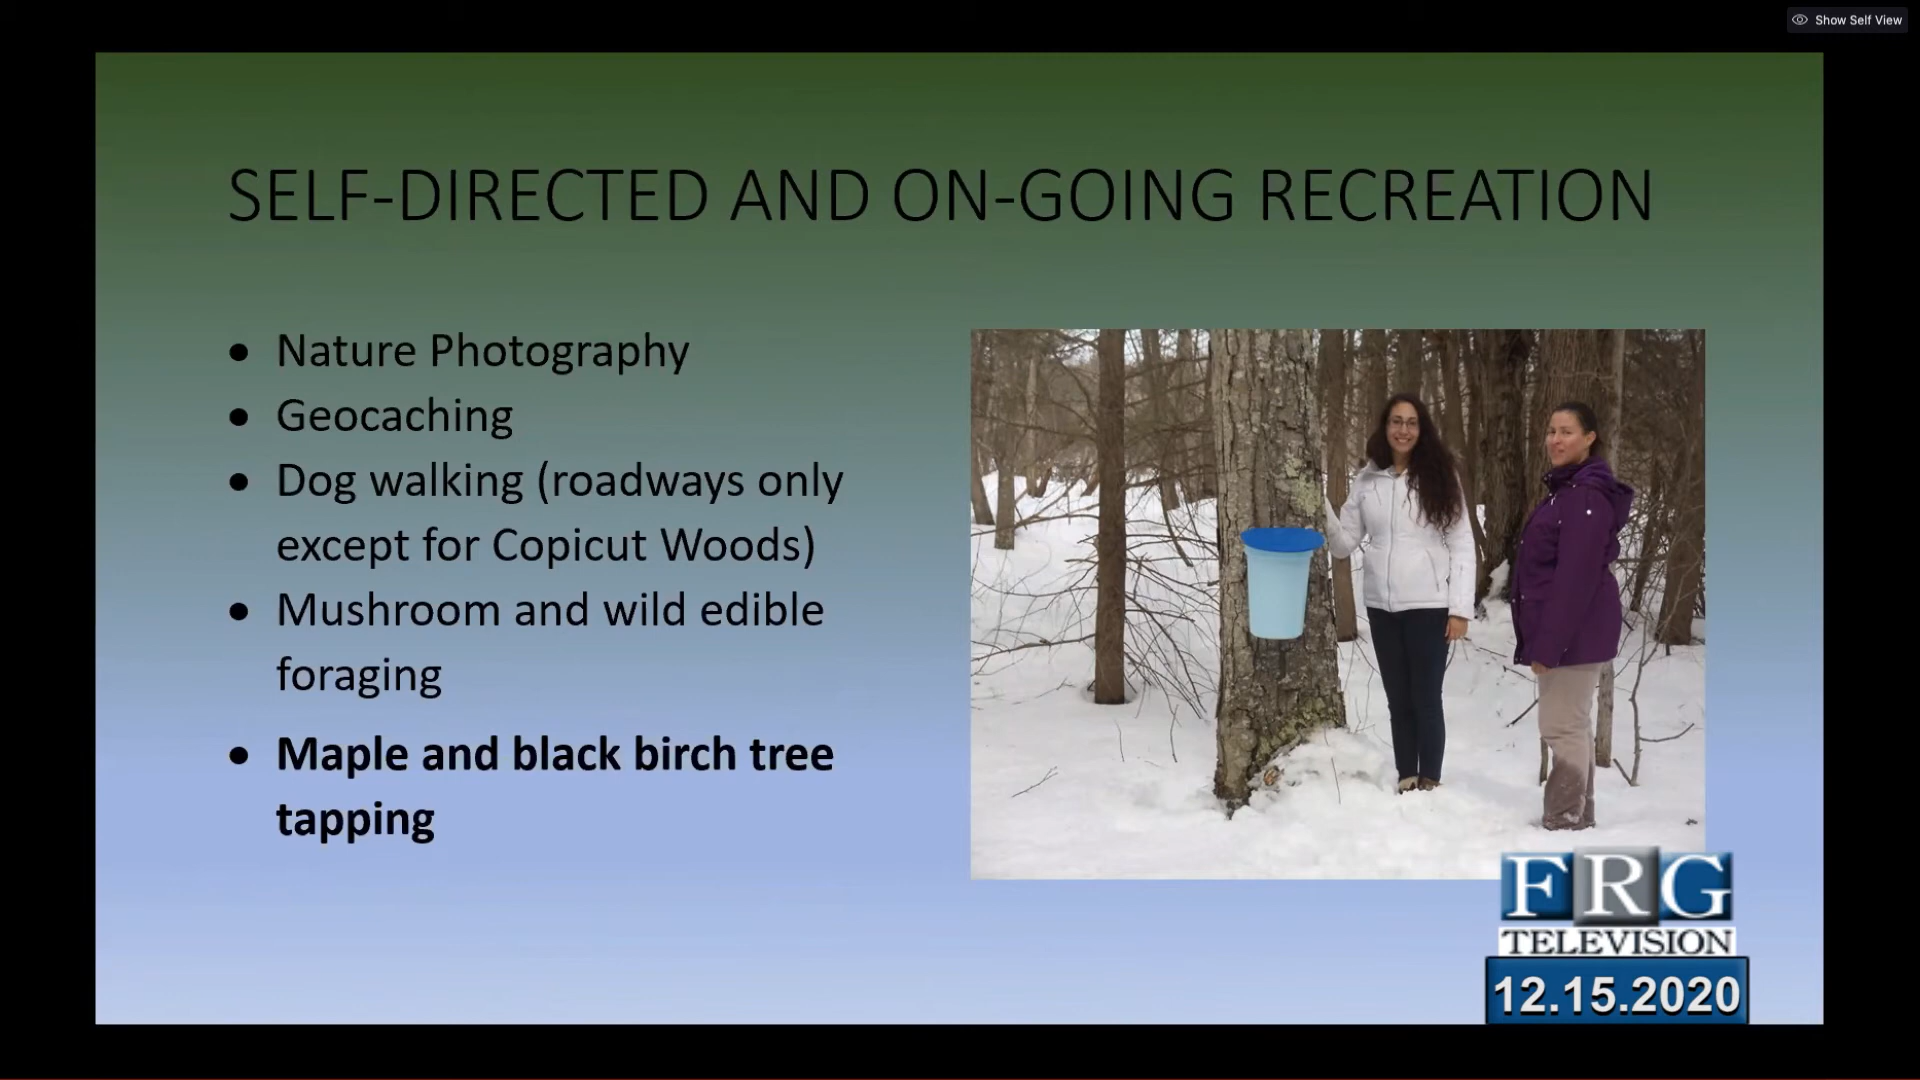 Show Self View
SELF-DIRECTED AND ON-GOING RECREATION
• Nature Photography
• Geocaching
• Dog walking (roadways only
except for Copicut Woods)
• Mushroom and wild edible
foraging
• Maple and black birch tree
tapping
FRG
TELEVISION
12.15.2020